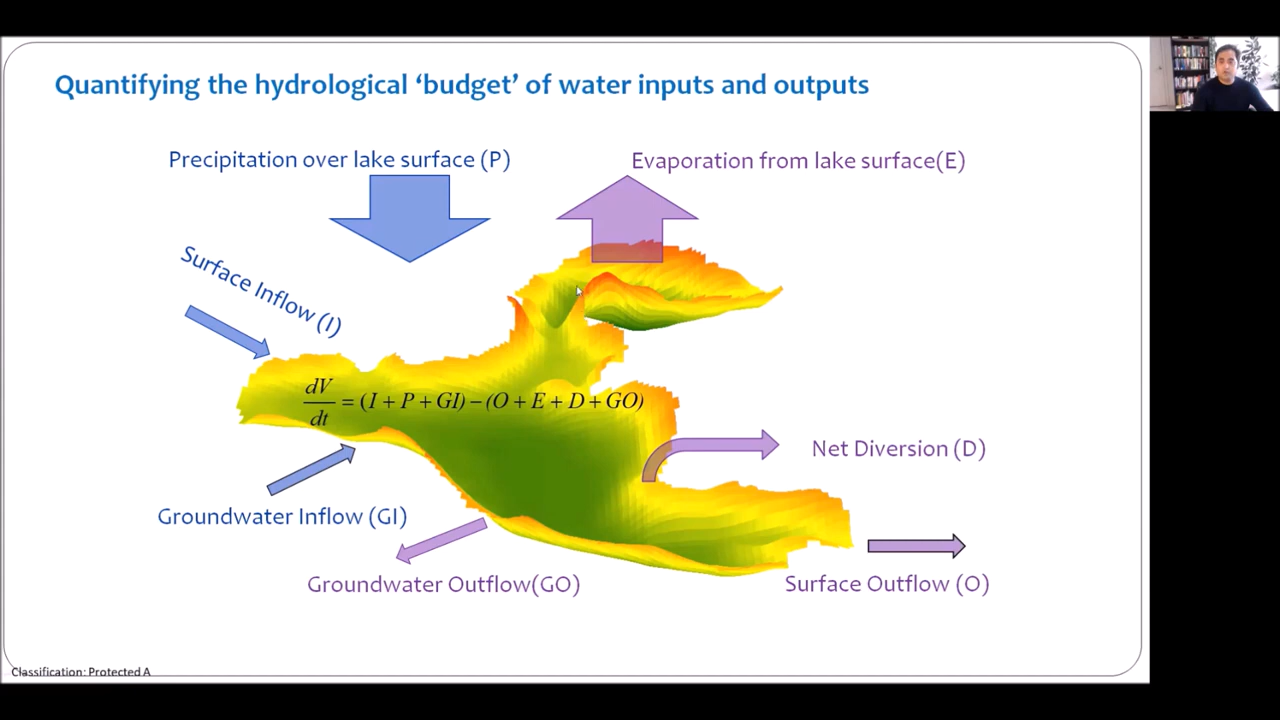 Quantifying the hydrological ‘budget’ of water inputs and outputs
Precipitation over lake surface (P)
Evaporation from lake surface(E)
Surface Inflow (I)
dV/dt = (I + P + GI) − (O + E + D + GO)
Net Diversion (D)
Groundwater Inflow (GI)
Groundwater Outflow(GO)
Surface Outflow (O)
Classification: Protected A